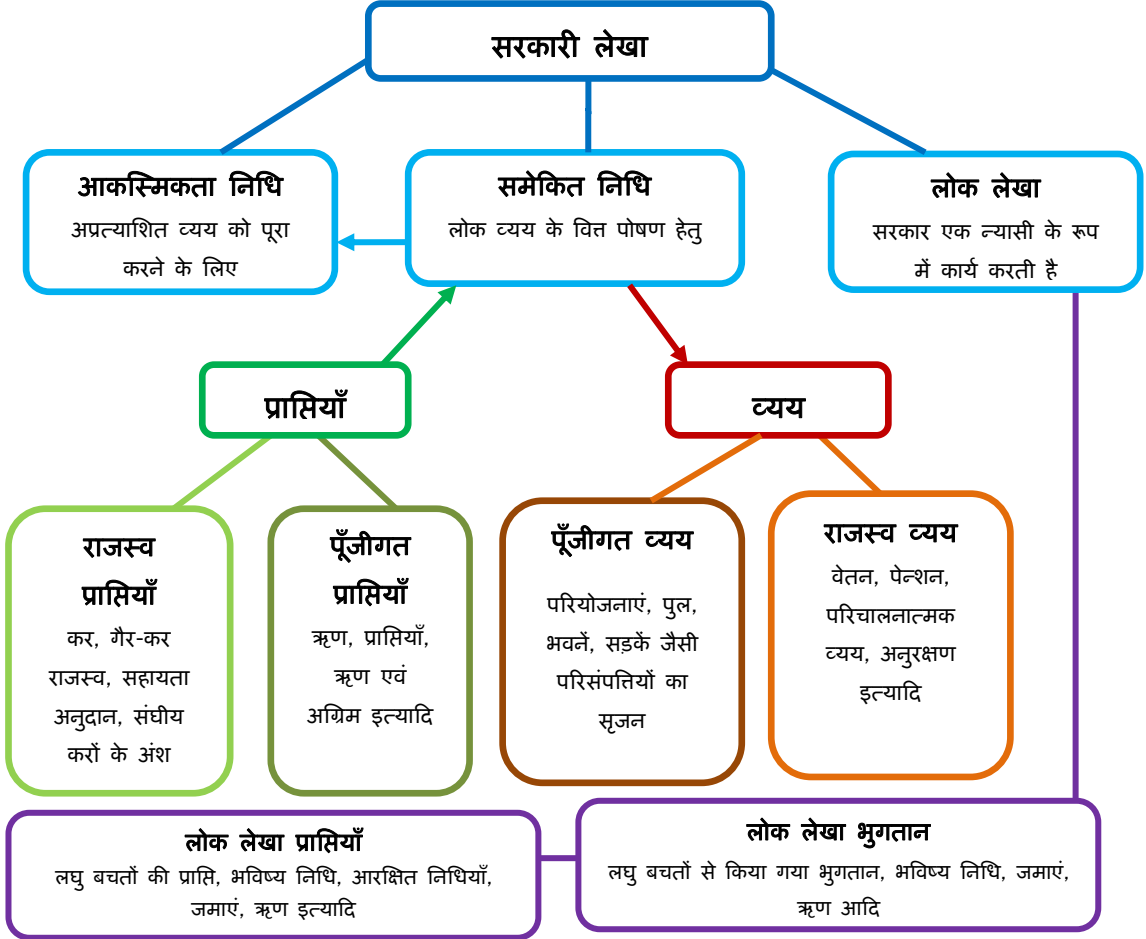 सरकारी लेखा
आकस्मिकता निधि
अप्रत्याशित व्यय को पूरा
करने के लिए
समेकित निधि
लोक व्यय के वित्त पोषण हेतु
लोक लेखा
सरकार एक न्यासी के रूप
में कार्य करती है
प्राप्तियाँ
व्यय
राजस्व
प्राप्तियाँ
कर, गैर-कर
राजस्व, सहायता
अनुदान, संघीय
करों के अंश
पूँजीगत
प्राप्तियाँ
ऋण, प्राप्तियाँ,
ऋण एवं
अग्रिम इत्यादि
पूँजीगत व्यय
परियोजनाएं, पुल,
भवनें, सड़कें जैसी
परिसंपत्तियों का
सृजन
राजस्व व्यय
वेतन, पेन्शन,
परिचालनात्मक
व्यय, अनुरक्षण
इत्यादि
लोक लेखा प्राप्तियाँ
लघु बचतों की प्राप्ति, भविष्य निधि, आरक्षित निधियाँ,
जमाएं, ऋण इत्यादि
लोक लेखा भुगतान
लघु बचतों से किया गया भुगतान, भविष्य निधि, जमाएं,
ऋण आदि